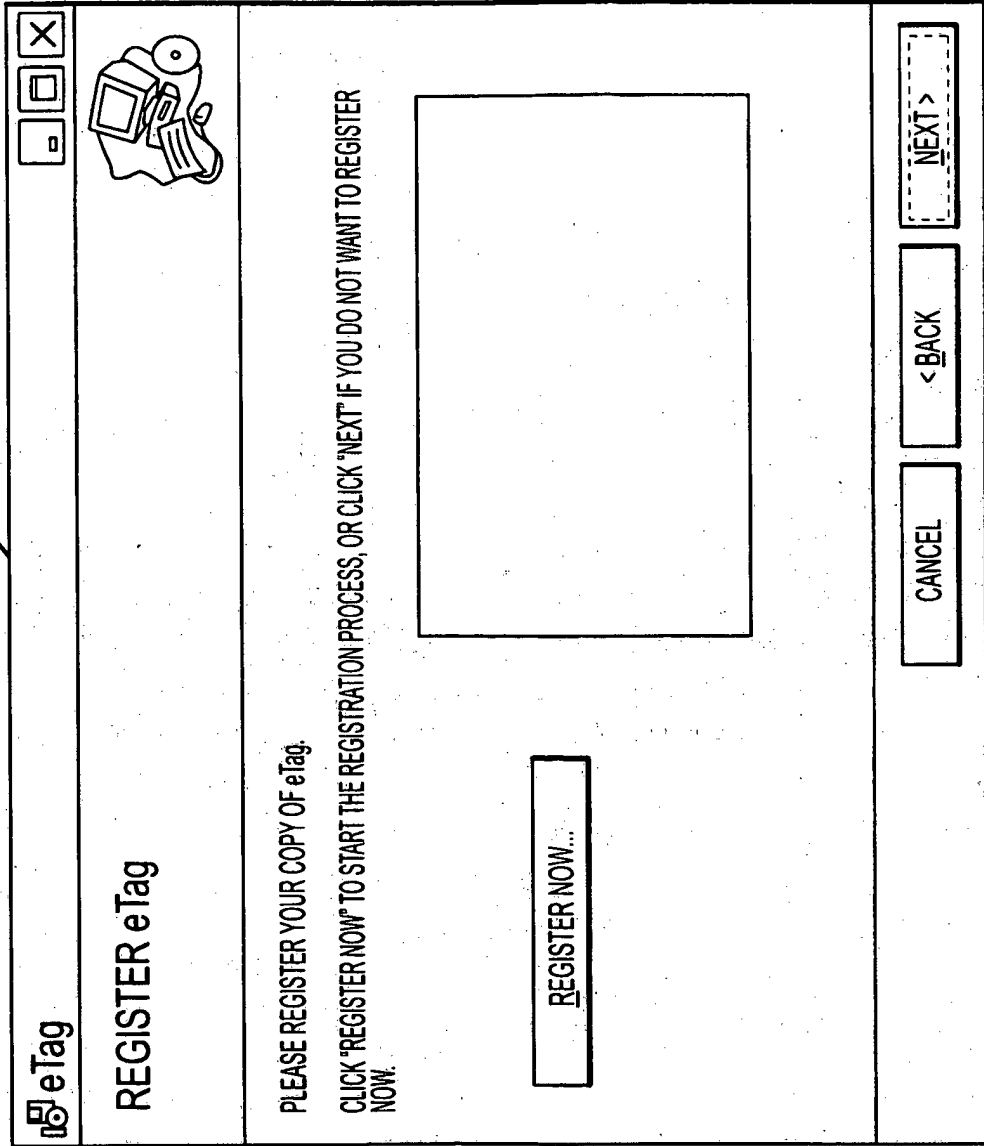 eTag
REGISTER eTag
PLEASE REGISTER YOUR COPY OF eTag.
CLICK "REGISTER NOW" TO START THE REGISTRATION PROCESS, OR CLICK "NEXT" IF YOU DO NOT WANT TO REGISTER
NOW.
REGISTER NOW...
CANCEL
< BACK
NEXT >